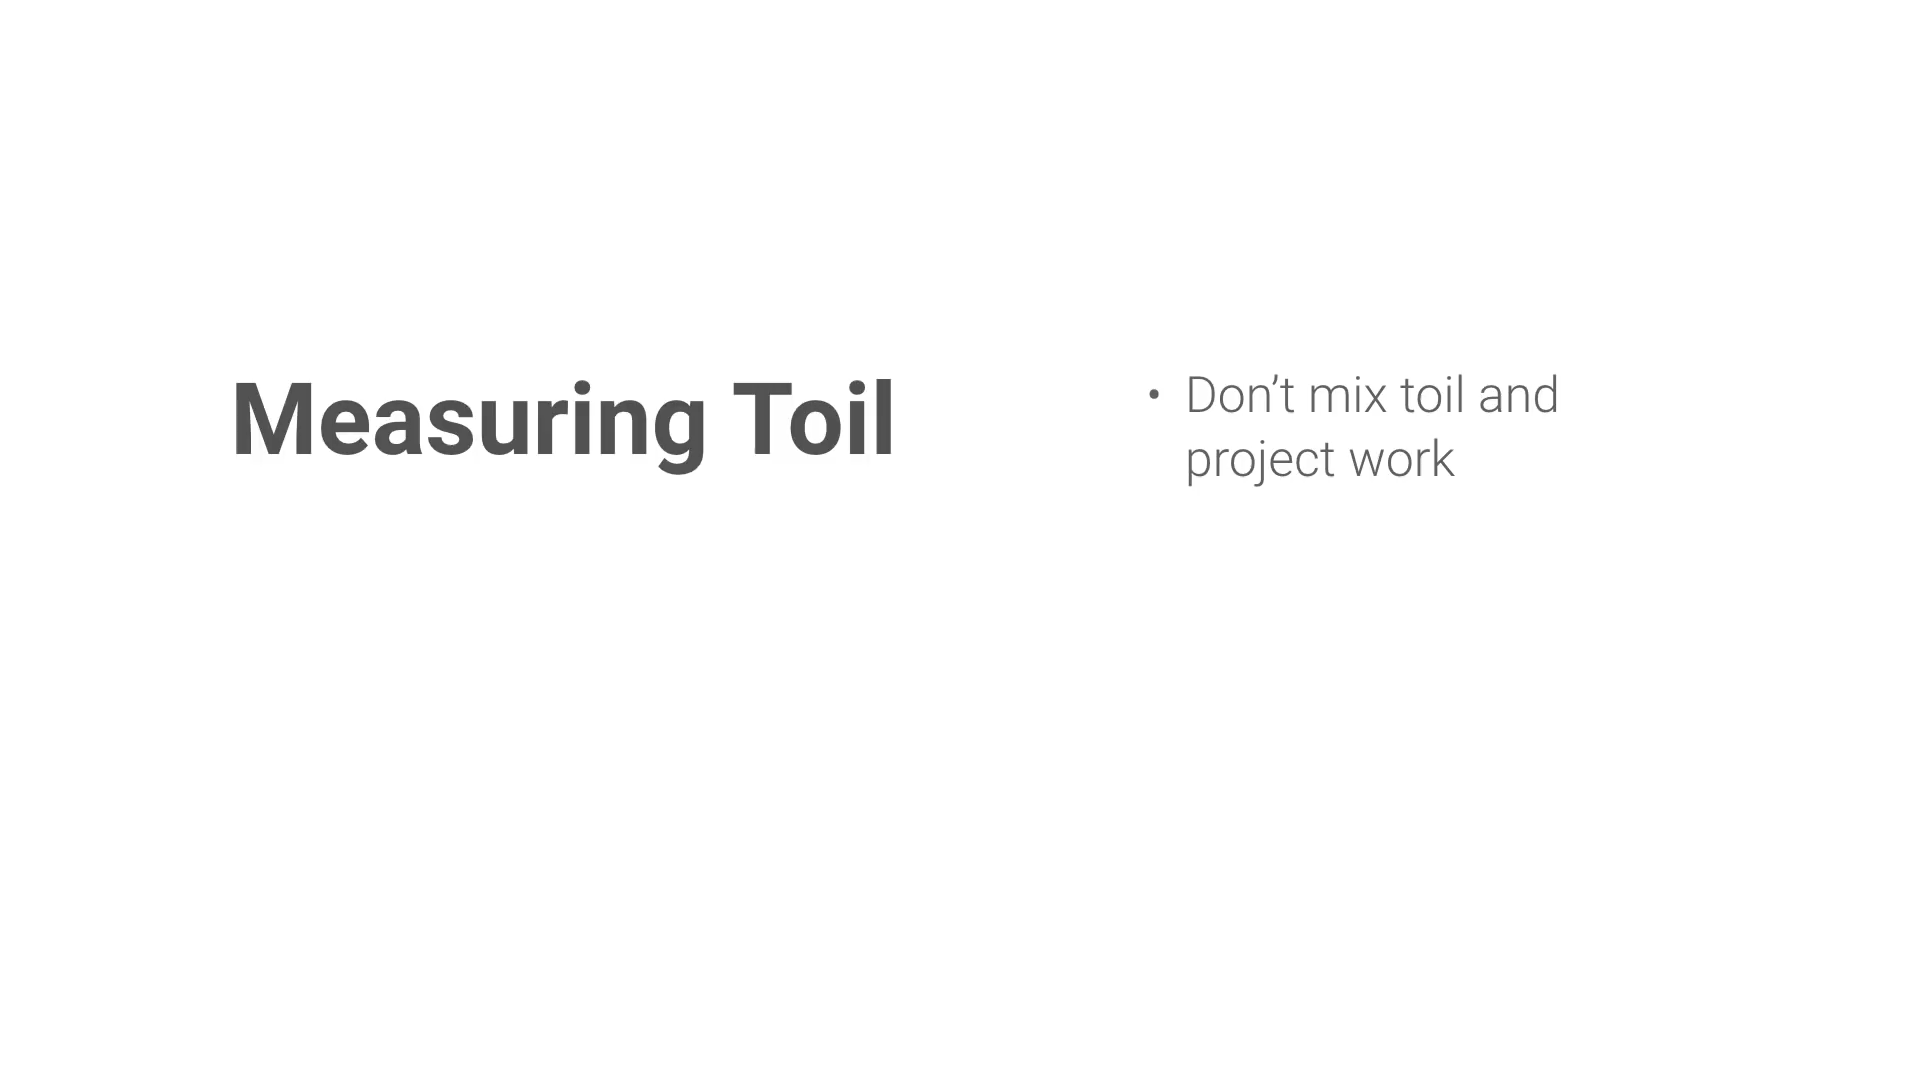 Measuring Toil
• Don’t mix toil and
project work